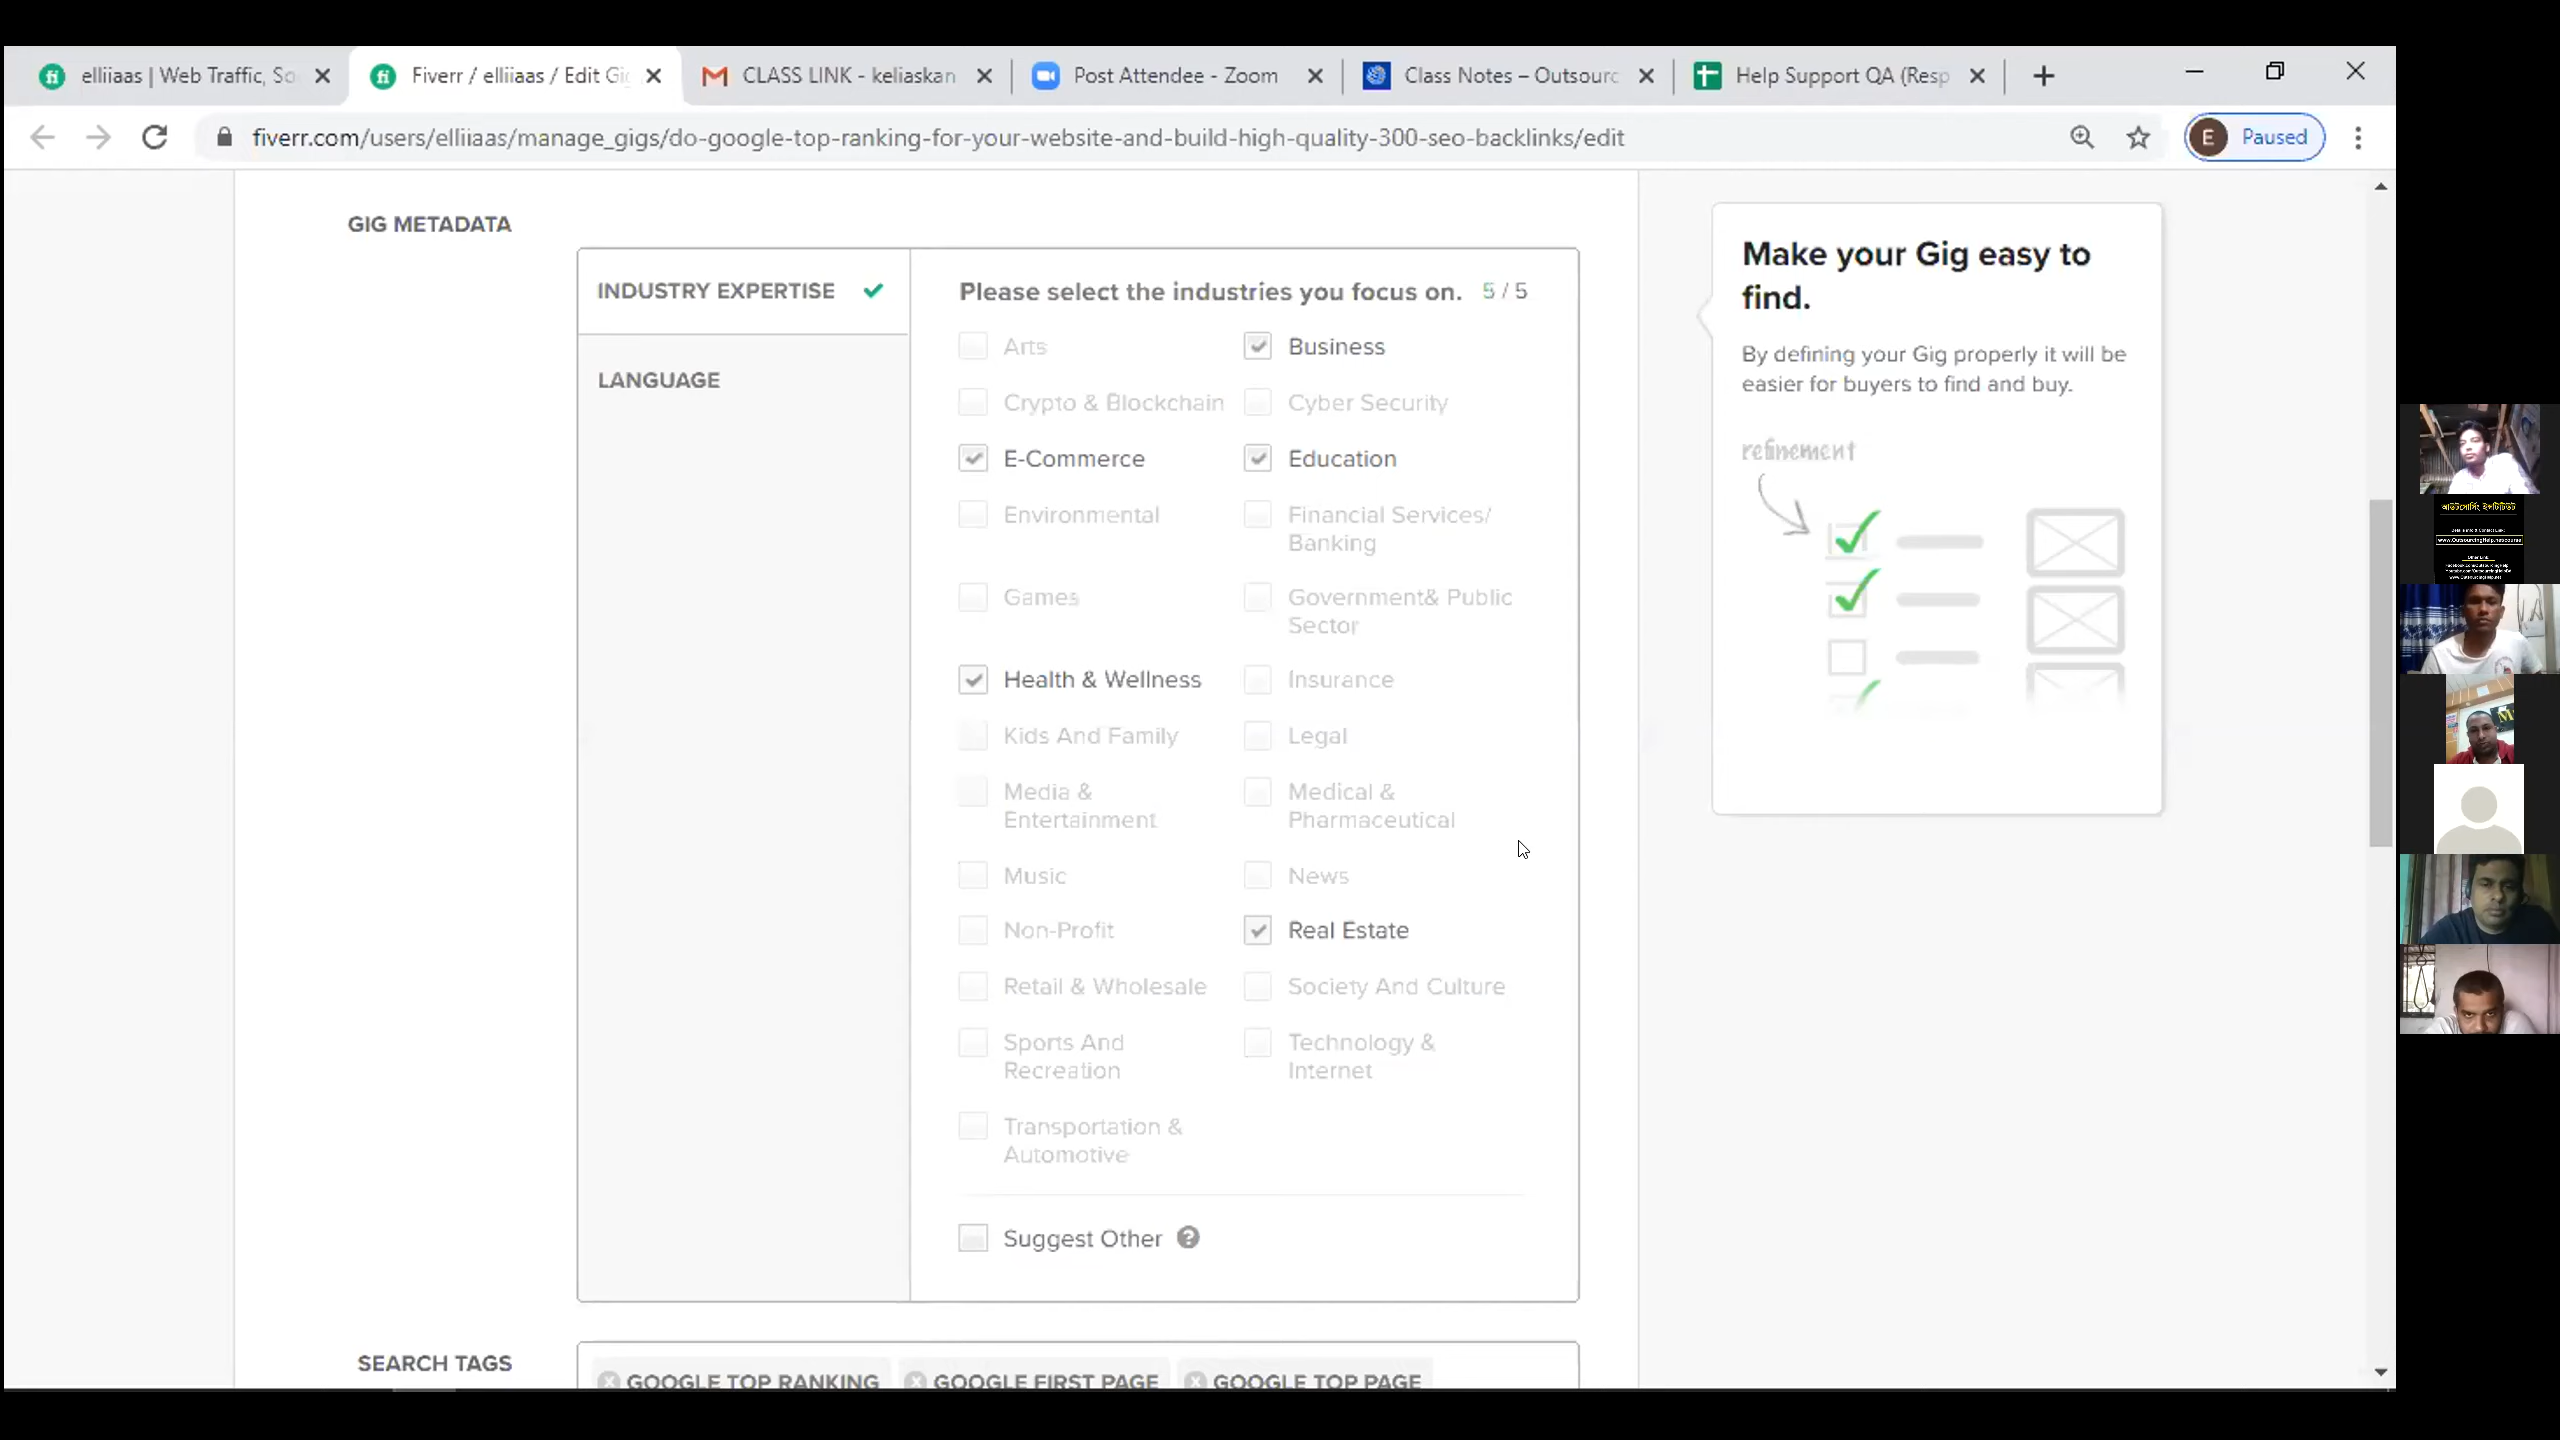 elliiaas | Web Traffic, So
Fiverr / elliiaas / Edit Gi
CLASS LINK - keliaskan
Post Attendee - Zoom
Class Notes – Outsourc
Help Support QA (Resp
fiverr.com/users/elliiaas/manage_gigs/do-google-top-ranking-for-your-website-and-build-high-quality-300-seo-backlinks/edit
E Paused
GIG METADATA
INDUSTRY EXPERTISE
LANGUAGE
Please select the industries you focus on. 5 / 5
Arts
Business
Crypto & Blockchain
Cyber Security
E-Commerce
Education
Environmental
Financial Services/
Banking
Games
Government& Public
Sector
Health & Wellness
Insurance
Kids And Family
Legal
Media &
Entertainment
Medical &
Pharmaceutical
Music
News
Non-Profit
Real Estate
Retail & Wholesale
Society And Culture
Sports And
Recreation
Technology &
Internet
Transportation &
Automotive
Suggest Other ?
SEARCH TAGS
GOOGLE TOP RANKING
GOOGLE FIRST PAGE
GOOGLE TOP PAGE
Make your Gig easy to
find.
By defining your Gig properly it will be
easier for buyers to find and buy.
refinement